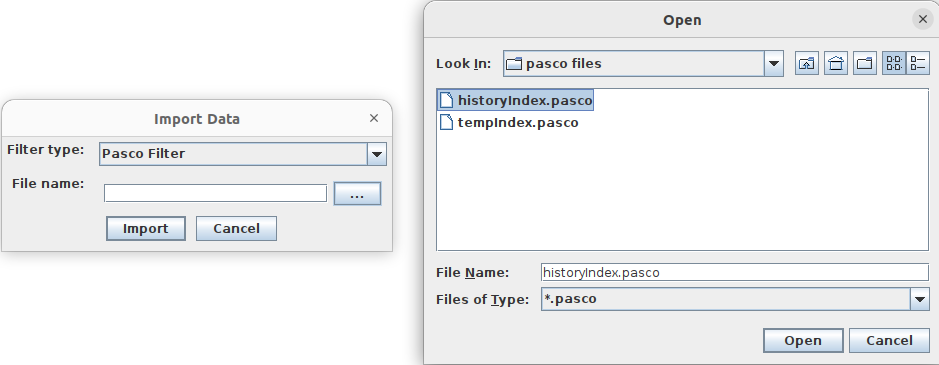 Import Data
Filter type: Pasco Filter
File name: ...
Import Cancel
Open
Look In: pasco files
historyIndex.pasco
tempIndex.pasco
File Name: historyIndex.pasco
Files of Type: *.pasco
Open Cancel